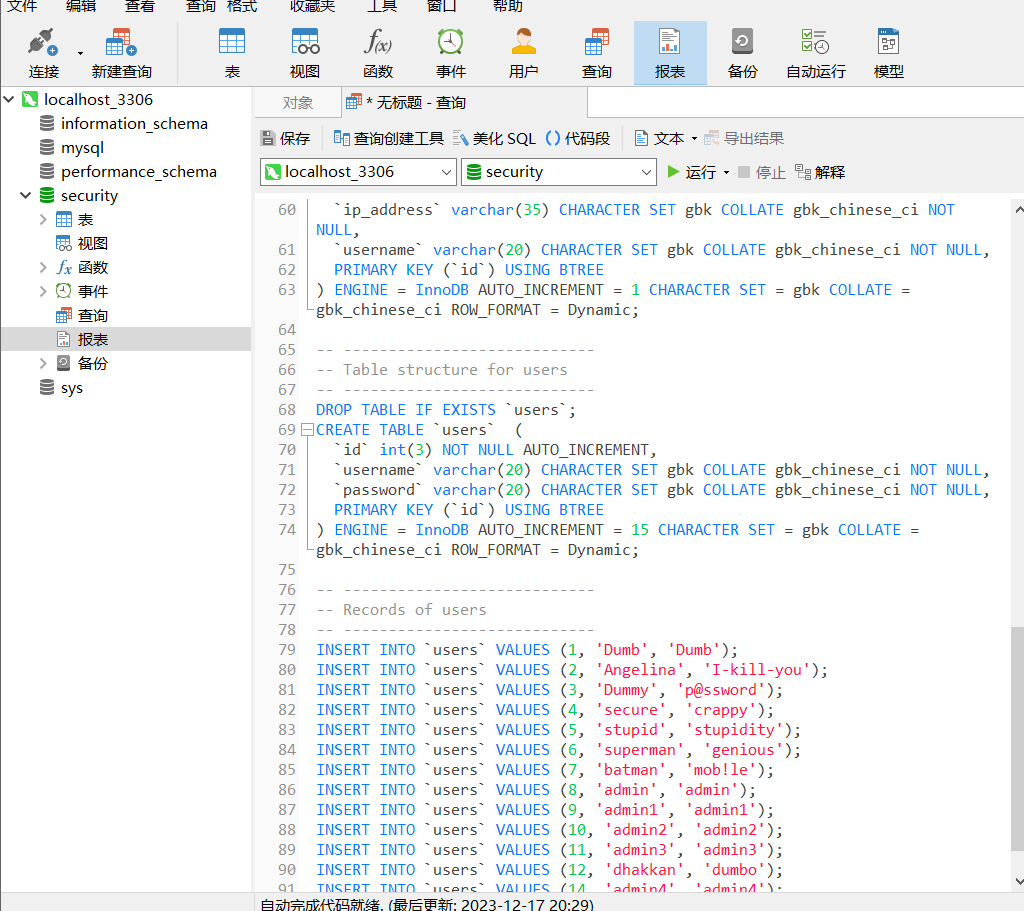 文件 编辑 查看 查询 格式 收藏夹 工具 窗口 帮助
连接 新建查询 表 视图 函数 事件 用户 查询 报表 备份 自动运行 模型
localhost_3306
information_schema
mysql
performance_schema
security
表
视图
函数
事件
查询
报表
备份
sys
对象 * 无标题 - 查询
保存 查询创建工具 美化 SQL () 代码段 文本 导出结果
localhost_3306 security 运行 停止 解释
60 `ip_address` varchar(35) CHARACTER SET gbk COLLATE gbk_chinese_ci NOT
NULL,
61 `username` varchar(20) CHARACTER SET gbk COLLATE gbk_chinese_ci NOT NULL,
62 PRIMARY KEY (`id`) USING BTREE
63 ) ENGINE = InnoDB AUTO_INCREMENT = 1 CHARACTER SET = gbk COLLATE =
gbk_chinese_ci ROW_FORMAT = Dynamic;
64
65 -- ----------------------------
66 -- Table structure for users
67 -- ----------------------------
68 DROP TABLE IF EXISTS `users`;
69 CREATE TABLE `users`  (
70 `id` int(3) NOT NULL AUTO_INCREMENT,
71 `username` varchar(20) CHARACTER SET gbk COLLATE gbk_chinese_ci NOT NULL,
72 `password` varchar(20) CHARACTER SET gbk COLLATE gbk_chinese_ci NOT NULL,
73 PRIMARY KEY (`id`) USING BTREE
74 ) ENGINE = InnoDB AUTO_INCREMENT = 15 CHARACTER SET = gbk COLLATE =
gbk_chinese_ci ROW_FORMAT = Dynamic;
75
76 -- ----------------------------
77 -- Records of users
78 -- ----------------------------
79 INSERT INTO `users` VALUES (1, 'Dumb', 'Dumb');
80 INSERT INTO `users` VALUES (2, 'Angelina', 'I-kill-you');
81 INSERT INTO `users` VALUES (3, 'Dummy', 'p@ssword');
82 INSERT INTO `users` VALUES (4, 'secure', 'crappy');
83 INSERT INTO `users` VALUES (5, 'stupid', 'stupidity');
84 INSERT INTO `users` VALUES (6, 'superman', 'genious');
85 INSERT INTO `users` VALUES (7, 'batman', 'mob!le');
86 INSERT INTO `users` VALUES (8, 'admin', 'admin');
87 INSERT INTO `users` VALUES (9, 'admin1', 'admin1');
88 INSERT INTO `users` VALUES (10, 'admin2', 'admin2');
89 INSERT INTO `users` VALUES (11, 'admin3', 'admin3');
90 INSERT INTO `users` VALUES (12, 'dhakkan', 'dumbo');
91 INSERT INTO `users` VALUES (14, 'admin4', 'admin4');
自动完成代码就绪. (最后更新: 2023-12-17 20:29)